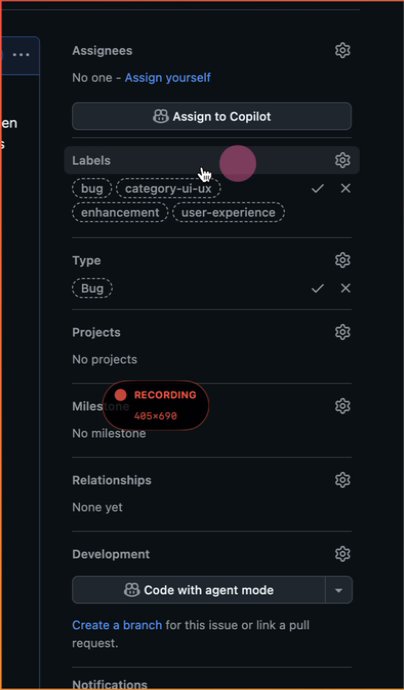 Assignees
No one - Assign yourself
en
Assign to Copilot
s
Labels
bug category-ui-ux
enhancement user-experience
Type
Bug
Projects
No projects
RECORDING
Milestone
405×690
No milestone
Relationships
None yet
Development
Code with agent mode
Create a branch for this issue or link a pull
request.
Notifications